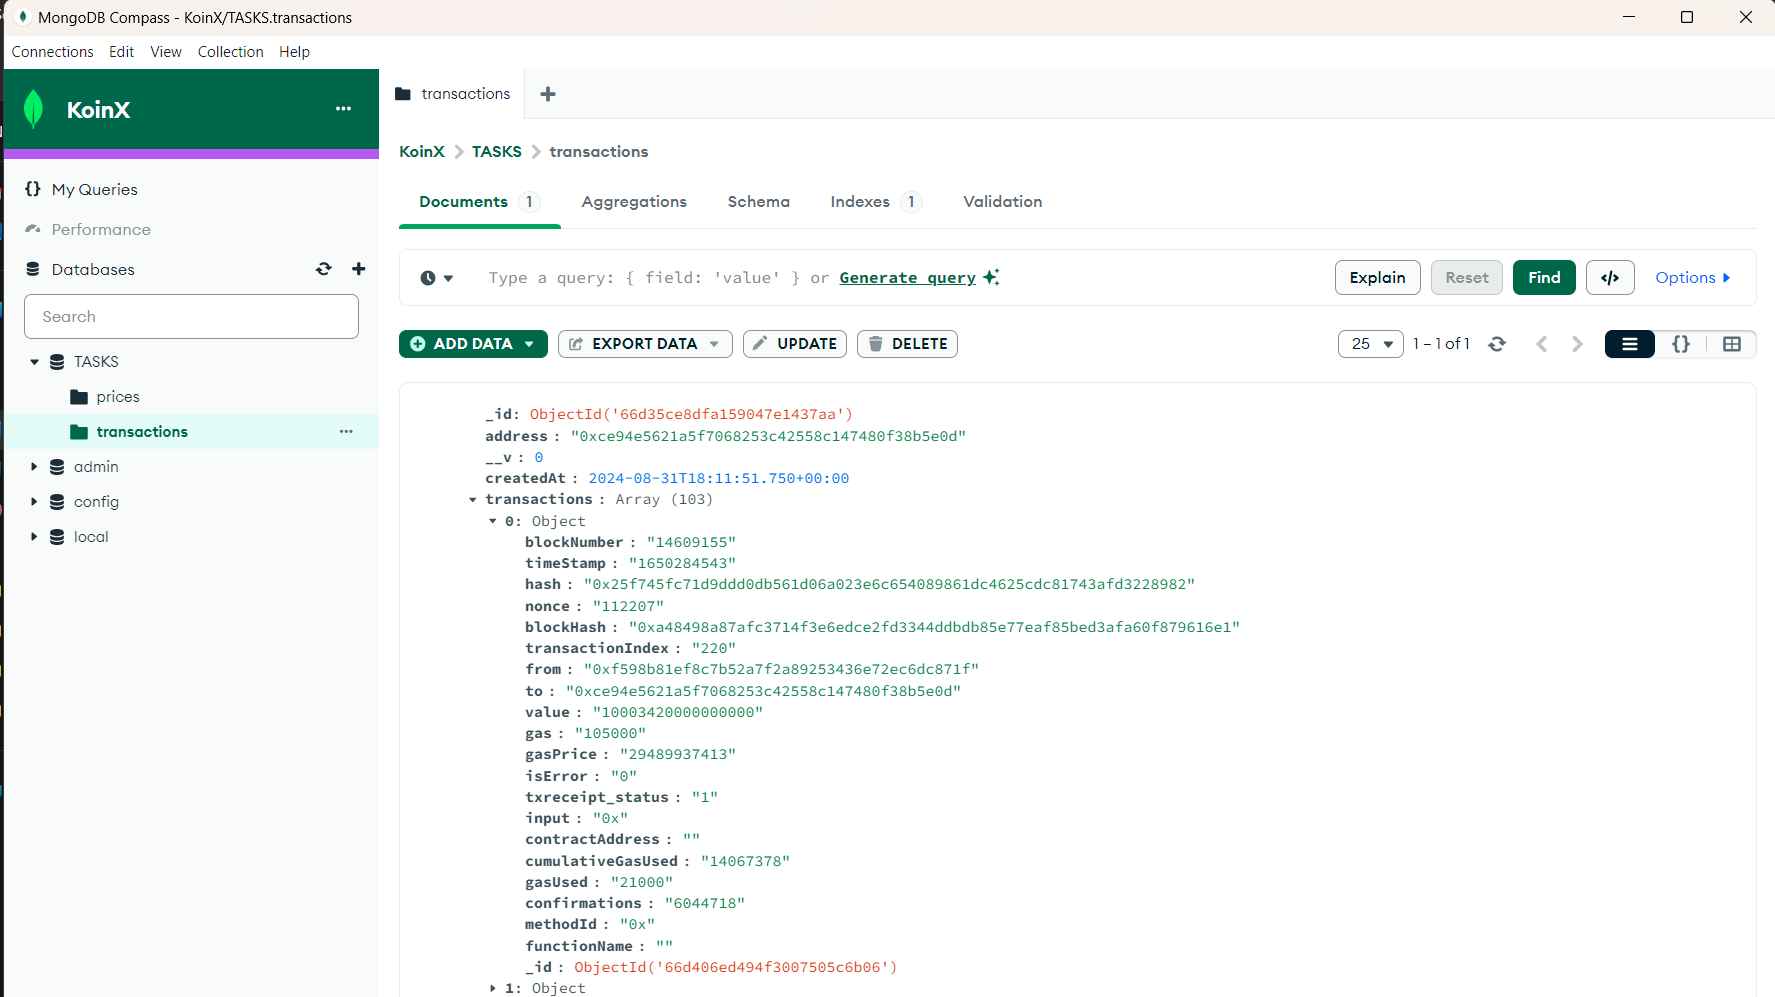 MongoDB Compass - KoinX/TASKS.transactions
Connections Edit View Collection Help
KoinX
My Queries
Performance
Databases
Search
TASKS
prices
transactions
admin
config
local
transactions
KoinX TASKS transactions
Documents 1 Aggregations Schema Indexes 1 Validation
Type a query: { field: 'value' } or Generate query Explain Reset Find </> Options
ADD DATA EXPORT DATA UPDATE DELETE 25 1 – 1 of 1 {}
_id: ObjectId('66d35ce8dfa159047e1437aa')
address : "0xce94e5621a5f7068253c42558c147480f38b5e0d"
__v : 0
createdAt : 2024-08-31T18:11:51.750+00:00
transactions : Array (103)
0: Object
blockNumber : "14609155"
timeStamp : "1650284543"
hash : "0x25f745fc71d9ddd0db561d06a023e6c654089861dc4625cdc81743afd3228982"
nonce : "112207"
blockHash : "0xa48498a87afc3714f3e6edce2fd3344ddbdb85e77eaf85bed3afa60f879616e1"
transactionIndex : "220"
from : "0xf598b81ef8c7b52a7f2a89253436e72ec6dc871f"
to : "0xce94e5621a5f7068253c42558c147480f38b5e0d"
value : "10003420000000000"
gas : "105000"
gasPrice : "29489937413"
isError : "0"
txreceipt_status : "1"
input : "0x"
contractAddress : ""
cumulativeGasUsed : "14067378"
gasUsed : "21000"
confirmations : "6044718"
methodId : "0x"
functionName : ""
_id : ObjectId('66d406ed494f3007505c6b06')
1: Object